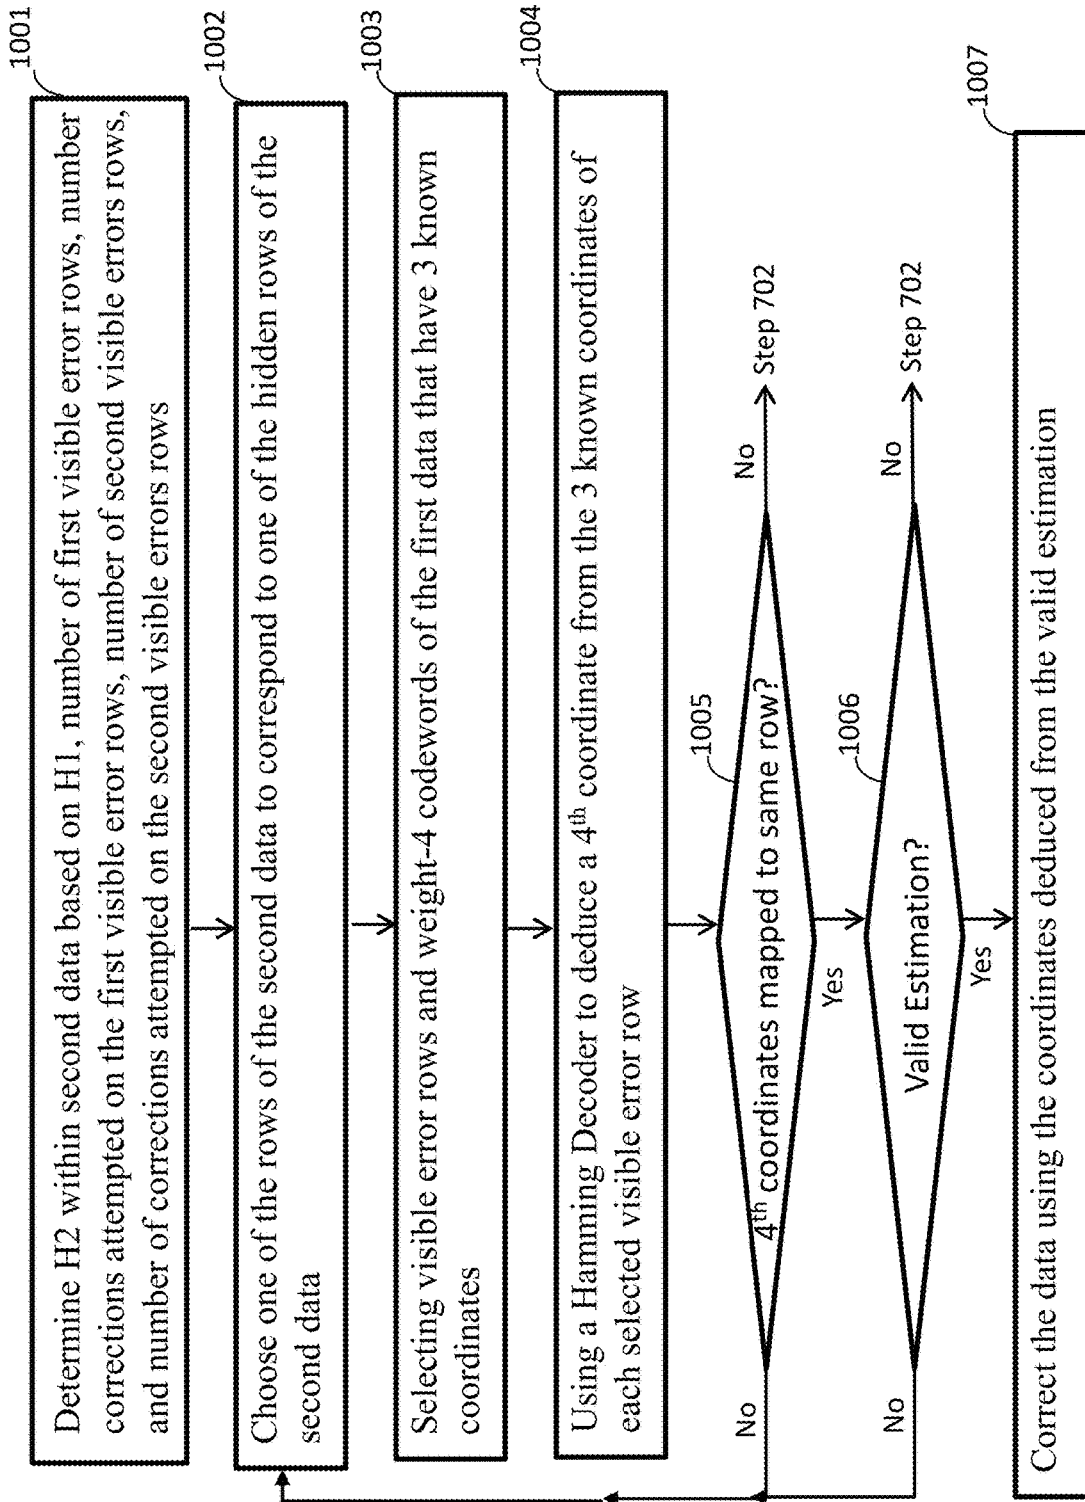 1001
Determine H2 within second data based on H1, number of first visible error rows, number
corrections attempted on the first visible error rows, number of second visible errors rows,
and number of corrections attempted on the second visible errors rows
1002
Choose one of the rows of the second data to correspond to one of the hidden rows of the
second data
1003
Selecting visible error rows and weight-4 codewords of the first data that have 3 known
coordinates
1004
Using a Hamming Decoder to deduce a 4th coordinate from the 3 known coordinates of
each selected visible error row
1005
No
4th coordinates mapped to same row?
No
Step 702
Yes
1006
No
Valid Estimation?
No
Step 702
Yes
1007
Correct the data using the coordinates deduced from the valid estimation